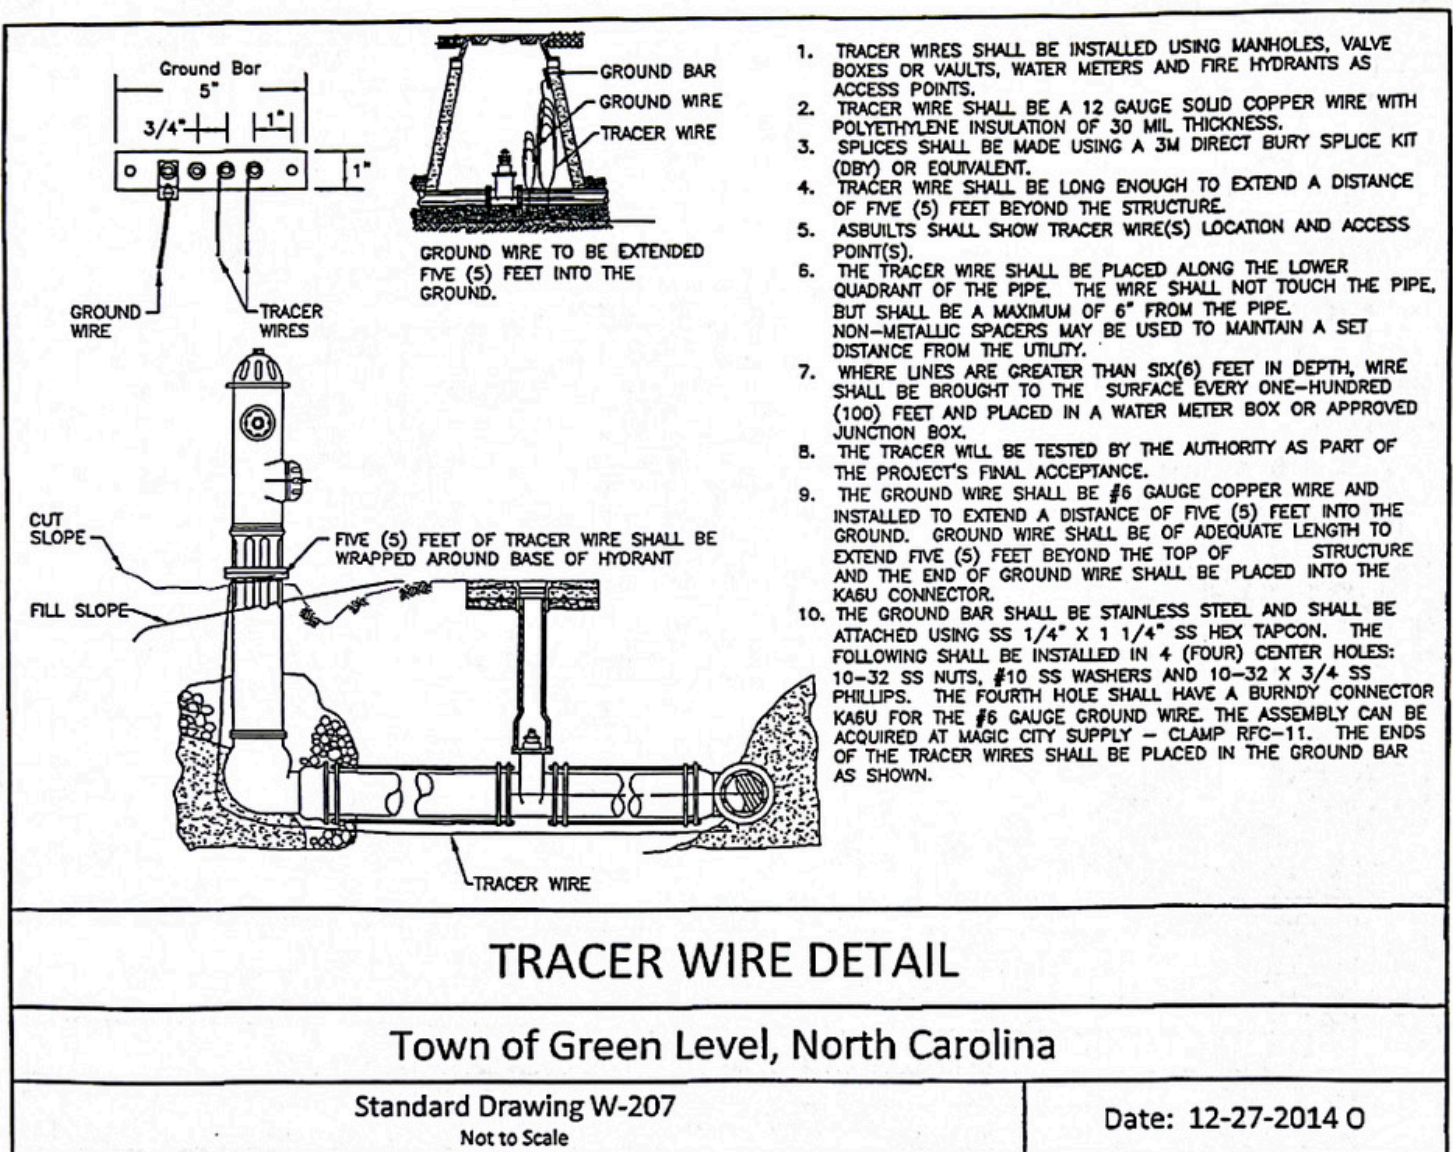 Ground Bar
5"
3/4"
1"
1"
GROUND
WIRE
TRACER
WIRES
GROUND BAR
GROUND WIRE
TRACER WIRE
GROUND WIRE TO BE EXTENDED
FIVE (5) FEET INTO THE
GROUND.
CUT
SLOPE
FILL SLOPE
FIVE (5) FEET OF TRACER WIRE SHALL BE
WRAPPED AROUND BASE OF HYDRANT
TRACER WIRE
1. TRACER WIRES SHALL BE INSTALLED USING MANHOLES, VALVE
BOXES OR VAULTS, WATER METERS AND FIRE HYDRANTS AS
ACCESS POINTS.
2. TRACER WIRE SHALL BE A 12 GAUGE SOLID COPPER WIRE WITH
POLYETHYLENE INSULATION OF 30 MIL THICKNESS.
3. SPLICES SHALL BE MADE USING A 3M DIRECT BURY SPLICE KIT
(DBY) OR EQUIVALENT.
4. TRACER WIRE SHALL BE LONG ENOUGH TO EXTEND A DISTANCE
OF FIVE (5) FEET BEYOND THE STRUCTURE.
5. ASBUILTS SHALL SHOW TRACER WIRE(S) LOCATION AND ACCESS
POINT(S).
6. THE TRACER WIRE SHALL BE PLACED ALONG THE LOWER
QUADRANT OF THE PIPE. THE WIRE SHALL NOT TOUCH THE PIPE,
BUT SHALL BE A MAXIMUM OF 6" FROM THE PIPE.
NON-METALLIC SPACERS MAY BE USED TO MAINTAIN A SET
DISTANCE FROM THE UTILITY.
7. WHERE LINES ARE GREATER THAN SIX(6) FEET IN DEPTH, WIRE
SHALL BE BROUGHT TO THE SURFACE EVERY ONE-HUNDRED
(100) FEET AND PLACED IN A WATER METER BOX OR APPROVED
JUNCTION BOX.
8. THE TRACER WILL BE TESTED BY THE AUTHORITY AS PART OF
THE PROJECT'S FINAL ACCEPTANCE.
9. THE GROUND WIRE SHALL BE #6 GAUGE COPPER WIRE AND
INSTALLED TO EXTEND A DISTANCE OF FIVE (5) FEET INTO THE
GROUND. GROUND WIRE SHALL BE OF ADEQUATE LENGTH TO
EXTEND FIVE (5) FEET BEYOND THE TOP OF STRUCTURE
AND THE END OF GROUND WIRE SHALL BE PLACED INTO THE
KA6U CONNECTOR.
10. THE GROUND BAR SHALL BE STAINLESS STEEL AND SHALL BE
ATTACHED USING SS 1/4" X 1 1/4" SS HEX TAPCON. THE
FOLLOWING SHALL BE INSTALLED IN 4 (FOUR) CENTER HOLES:
10-32 SS NUTS, #10 SS WASHERS AND 10-32 X 3/4 SS
PHILLIPS. THE FOURTH HOLE SHALL HAVE A BURNDY CONNECTOR
KA6U FOR THE #6 GAUGE GROUND WIRE. THE ASSEMBLY CAN BE
ACQUIRED AT MAGIC CITY SUPPLY - CLAMP RFC-11. THE ENDS
OF THE TRACER WIRES SHALL BE PLACED IN THE GROUND BAR
AS SHOWN.
TRACER WIRE DETAIL
Town of Green Level, North Carolina
Standard Drawing W-207
Not to Scale
Date: 12-27-2014 O